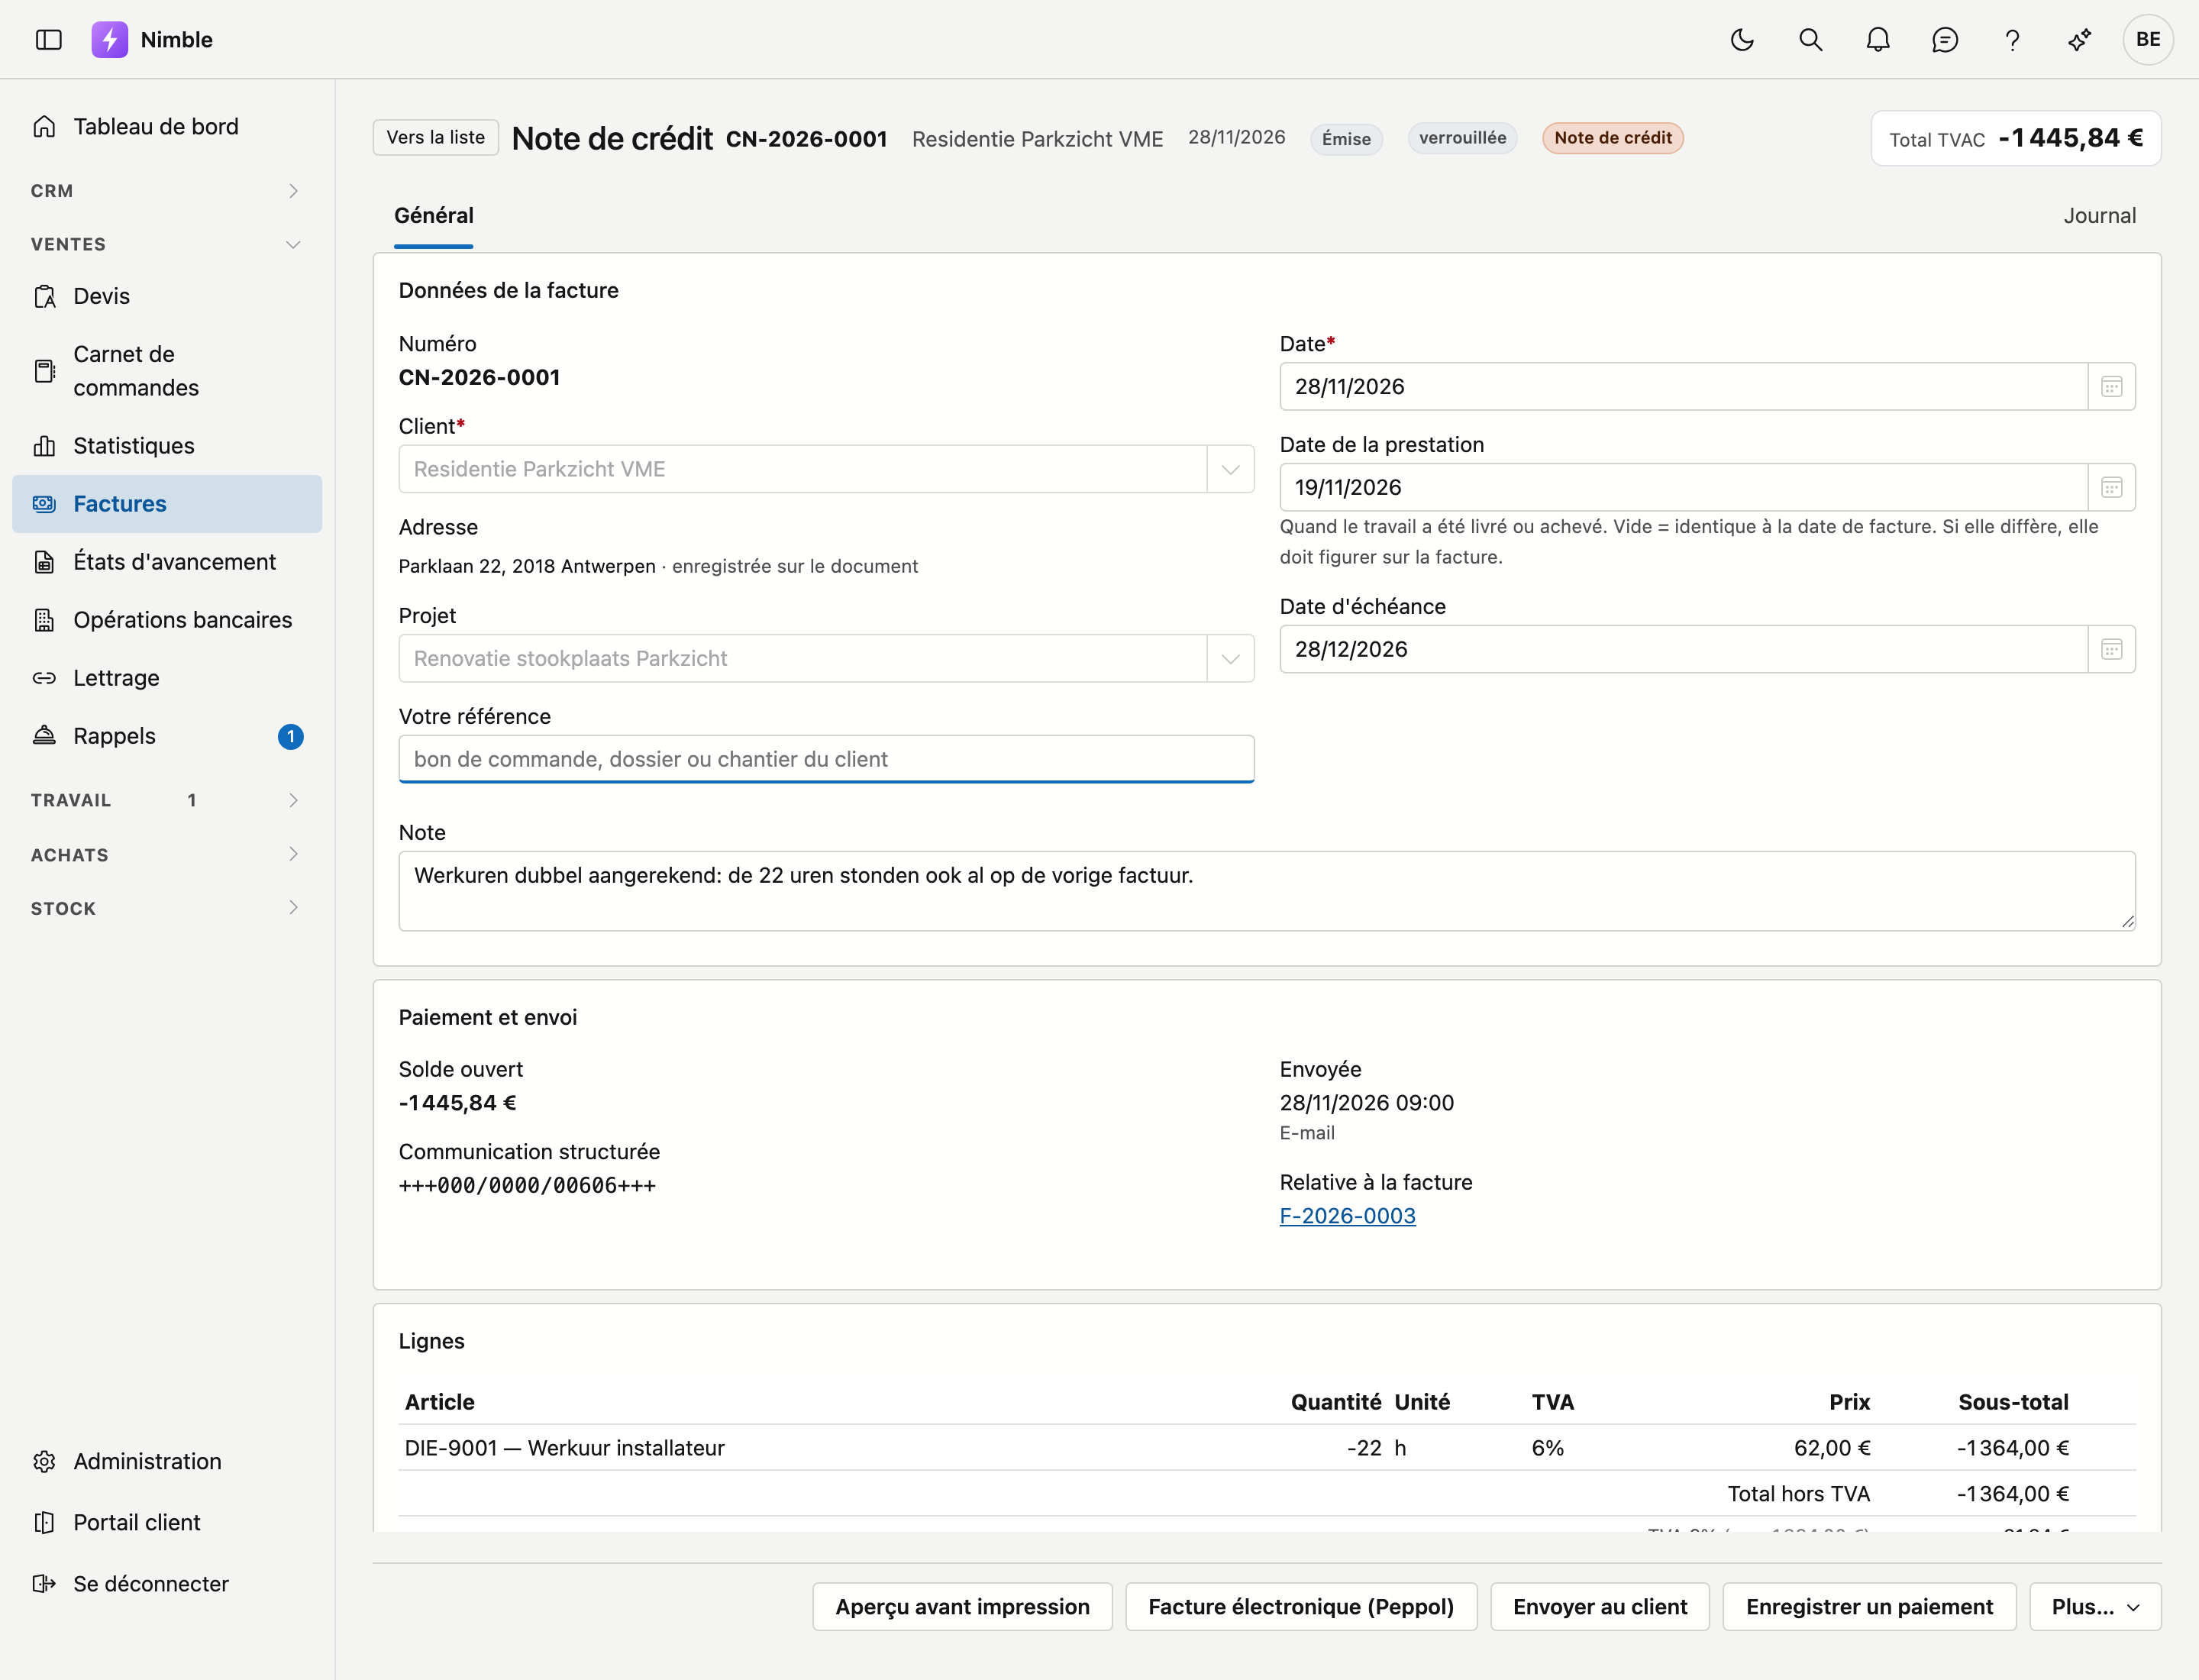 Nimble
BE
Tableau de bord
CRM
VENTES
Devis
Carnet de
commandes
Statistiques
Factures
États d'avancement
Opérations bancaires
Lettrage
Rappels 1
TRAVAIL 1
ACHATS
STOCK
Administration
Portail client
Se déconnecter
Vers la liste Note de crédit CN-2026-0001 Residentie Parkzicht VME 28/11/2026 Émise verrouillée Note de crédit Total TVAC -1 445,84 €
Général Journal
Données de la facture
Numéro
CN-2026-0001
Client*
Residentie Parkzicht VME
Adresse
Parklaan 22, 2018 Antwerpen · enregistrée sur le document
Projet
Renovatie stookplaats Parkzicht
Votre référence
bon de commande, dossier ou chantier du client
Date*
28/11/2026
Date de la prestation
19/11/2026
Quand le travail a été livré ou achevé. Vide = identique à la date de facture. Si elle diffère, elle
doit figurer sur la facture.
Date d'échéance
28/12/2026
Note
Werkuren dubbel aangerekend: de 22 uren stonden ook al op de vorige factuur.
Paiement et envoi
Solde ouvert
-1 445,84 €
Communication structurée
+++000/0000/00606+++
Envoyée
28/11/2026 09:00
E-mail
Relative à la facture
F-2026-0003
Lignes
Article Quantité Unité TVA Prix Sous-total
DIE-9001 — Werkuur installateur -22 h 6% 62,00 € -1 364,00 €
Total hors TVA -1 364,00 €
Aperçu avant impression Facture électronique (Peppol) Envoyer au client Enregistrer un paiement Plus...